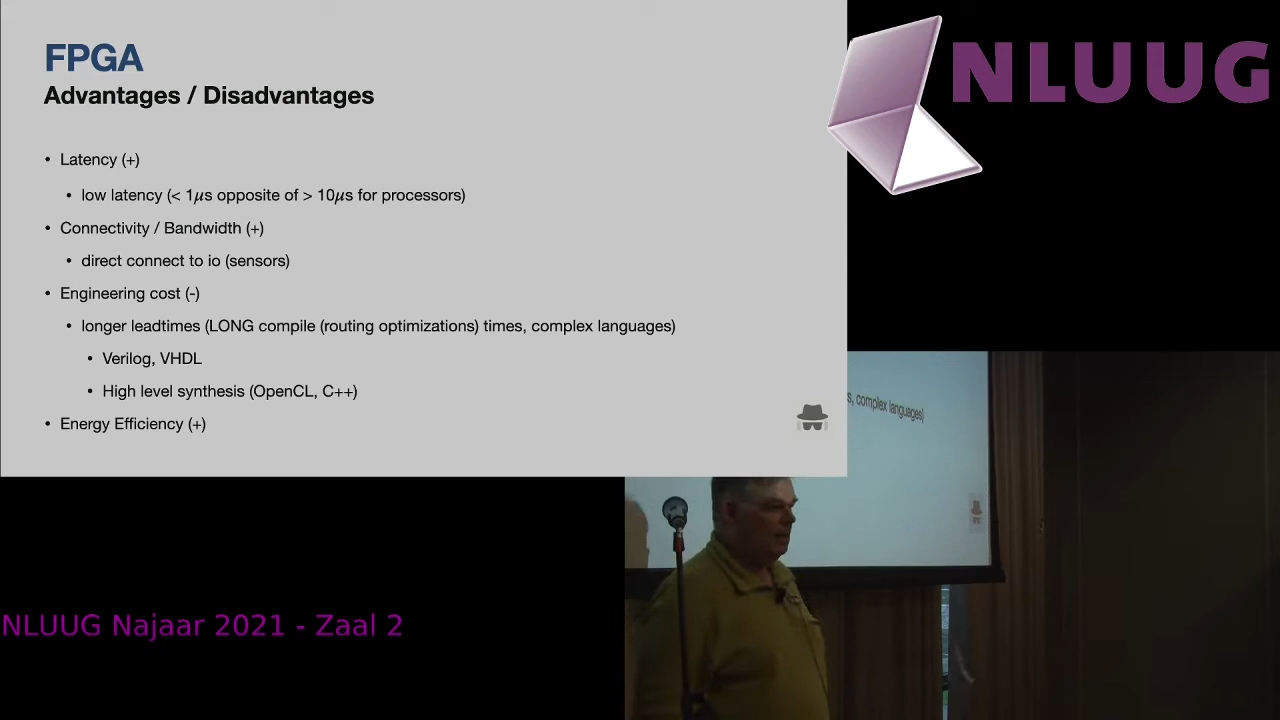 FPGA
Advantages / Disadvantages
• Latency (+)
• low latency (< 1μs opposite of > 10μs for processors)
• Connectivity / Bandwidth (+)
• direct connect to io (sensors)
• Engineering cost (-)
• longer leadtimes (LONG compile (routing optimizations) times, complex languages)
• Verilog, VHDL
• High level synthesis (OpenCL, C++)
• Energy Efficiency (+)
NLUUG
s, complex languages)
NLUUG Najaar 2021 - Zaal 2